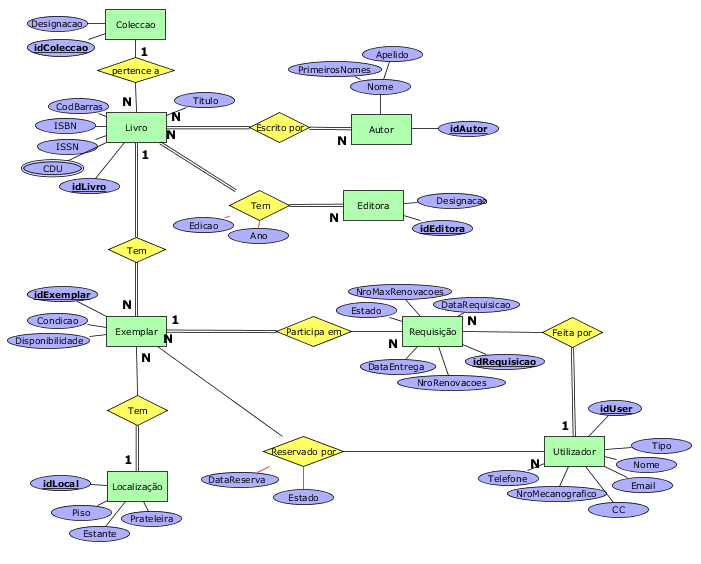 Coleccao
Designacao
idColeccao
1
pertence a
N
Apelido
PrimeirosNomes
Nome
CodBarras
Titulo
N
ISBN
Livro
N
Escrito por
N
Autor
idAutor
ISSN
1
CDU
idLivro
Tem
Editora
Designacao
N
Edicao
Ano
idEditora
Tem
idExemplar
N
NroMaxRenovacoes
Estado
DataRequisicao
Condicao
1
N
Exemplar
N
Participa em
Requisição
Feita por
Disponibilidade
N
N
DataEntrega
idRequisicao
NroRenovacoes
Tem
idUser
1
1
Reservado por
Utilizador
Tipo
N
Nome
idLocal
Localização
DataReserva
Telefone
Email
Estado
NroMecanografico
Piso
Prateleira
CC
Estante